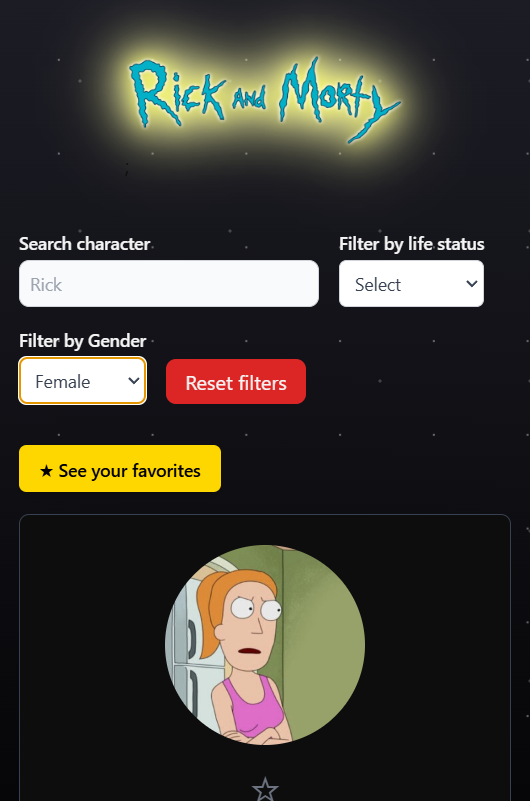 Rick and Morty
Search character
Filter by life status
Rick
Select
Filter by Gender
Female
Reset filters
★ See your favorites